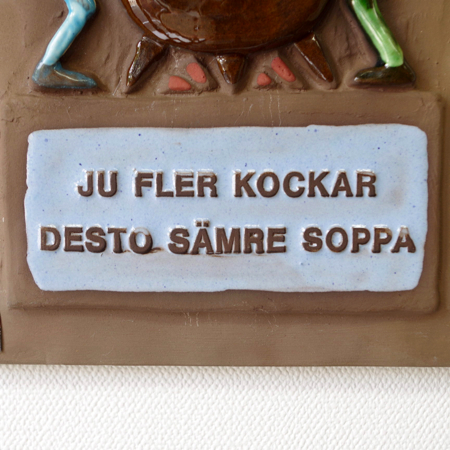 JU FLER KOCKAR
DESTO SÄMRE SOPPA